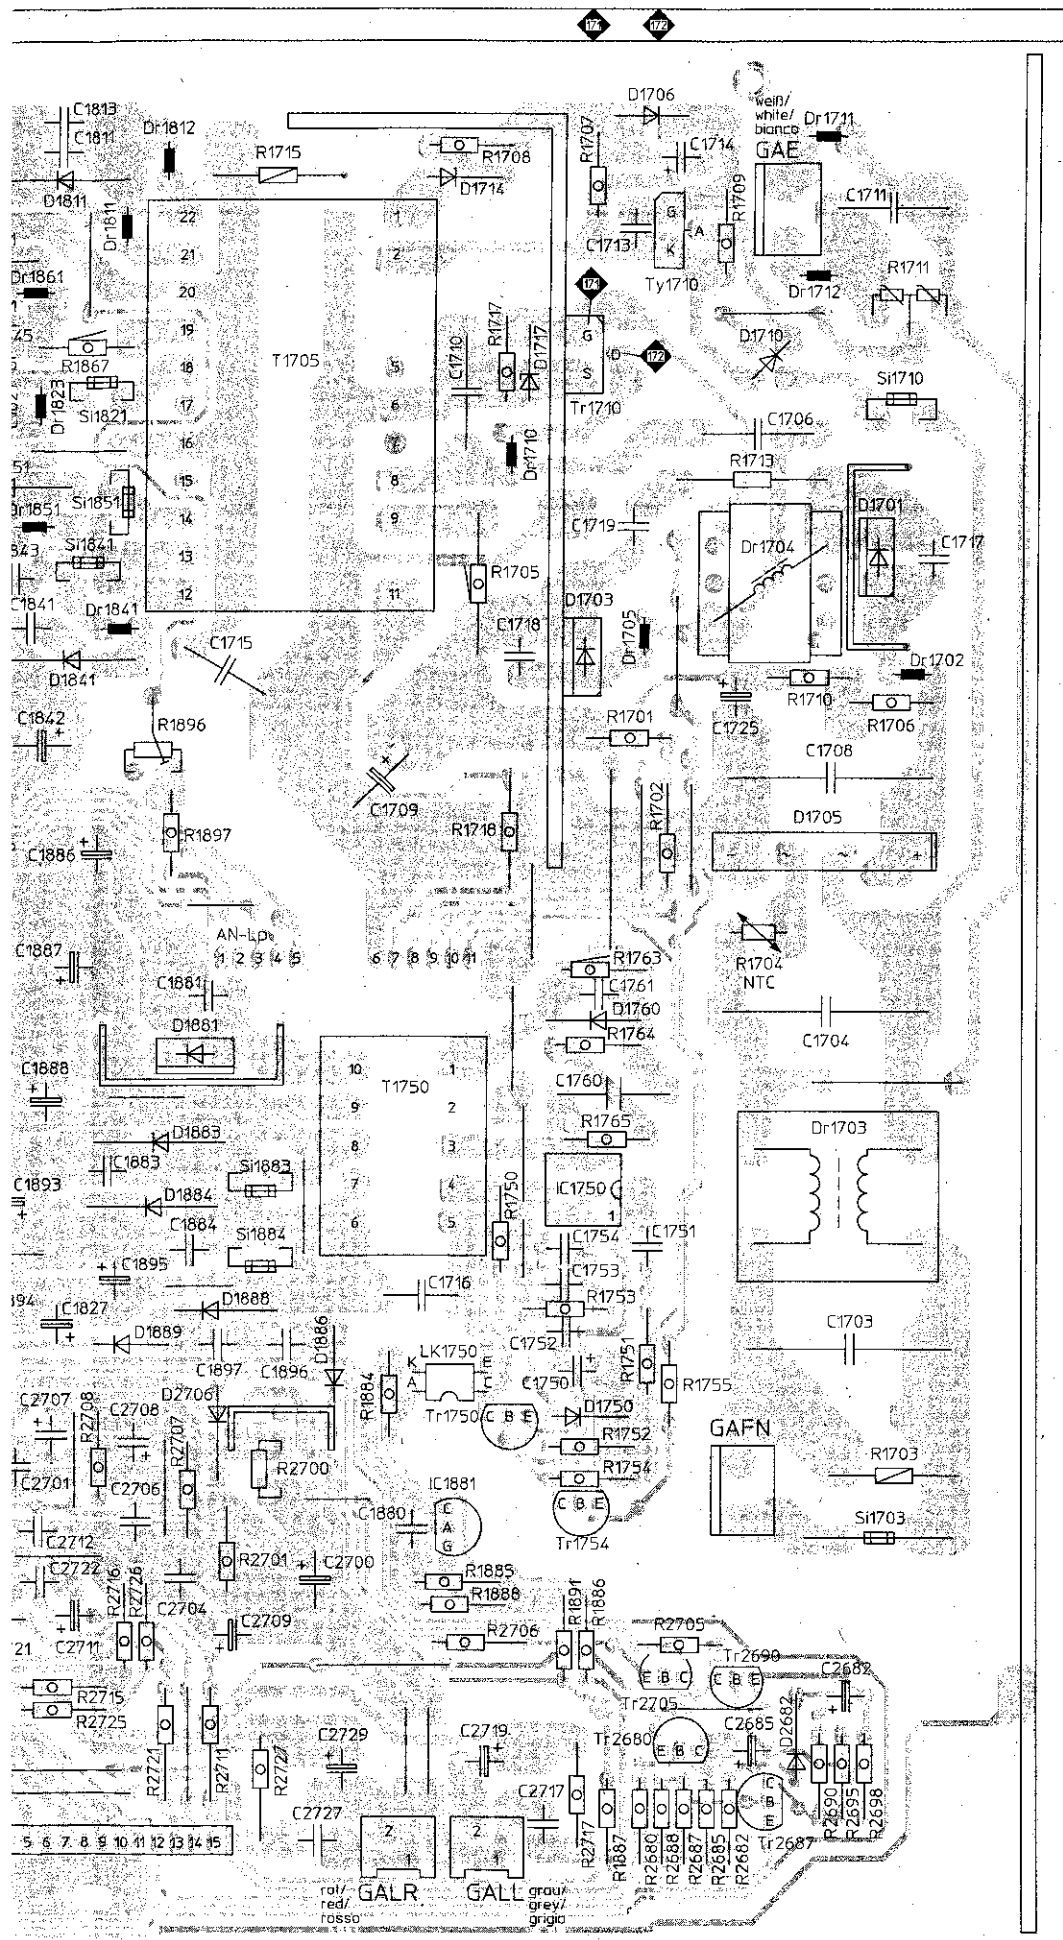 171 172
C1813
C1811
Dr1812
R1715
R1708
D1714
R1707
D1706
C1714
weiß/
white/
bianco
GAE
Dr1711
D1811
Dr1811
22
1
C1713
G
K
A
R1709
C1711
21
2
Dr1861
Ty1710
Dr1712
R1711
20
171
45
19
R1867
18
T1705
5
C1710
R1717
D1717
G
S
D
172
D1710
Dr1823
Si1821
17
6
Tr1710
Si1710
16
7
Dr1710
C1706
51
Si1851
15
8
R1713
Dr1851
14
9
C1719
D1701
843
Si1841
13
Dr1704
C1717
C1841
12
11
R1705
Dr1841
C1715
C1718
D1703
Dr1705
D1841
Dr1702
C1842
R1896
R1701
C1725
R1710
R1706
C1709
C1708
R1897
R1718
R1702
D1705
C1886
- ~ ~ +
C1887
AN-Lp
1 2 3 4 5
6 7 8 9 10 11
R1704
NTC
R1763
C1881
C1761
D1881
D1760
R1764
C1704
C1888
10
T1750
1
C1760
9
2
R1765
Dr1703
D1883
8
3
C1883
Si1883
7
4
R1750
IC1750
1
C1893
D1884
6
5
C1884
Si1884
C1754
C1751
C1895
C1753
C1716
894
C1827
D1888
R1753
C1703
D1889
D1886
C1752
R1751
C1897
C1896
R1884
LK1750
K
A
E
C
C1750
R1755
C2707
R2708
C2708
D2706
Tr1750
C B E
D1750
GAFN
R2707
R1752
C2701
R2700
R1754
R1703
C2706
IC1881
C
A
G
C B E
C1880
Si1703
C2712
Tr1754
C2722
R2716
R2726
R2701
C2700
R1885
C2704
R1888
R1891
R1886
C2709
R2706
R2705
21
C2711
Tr2690
C2682
E B C
C B E
R2715
Tr2705
R2725
R2721
R2711
R2727
C2729
C2719
Tr2680
E B C
C2685
D2682
C
B
E
R2690
R2695
R2698
C2727
C2717
R2717
R1887
R2680
R2688
R2687
R2685
R2682
Tr2687
5 6 7 8 9 10 11 12 13 14 15
2
1
2
1
rot/
red/
rosso
GALR
GALL
grau/
grey/
grigio